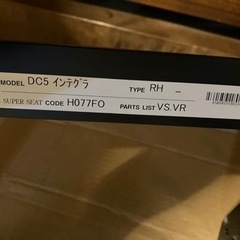 MODEL DC5 インテグラ TYPE RH _
SUPER SEAT CODE H077FO PARTS LIST VS.VR